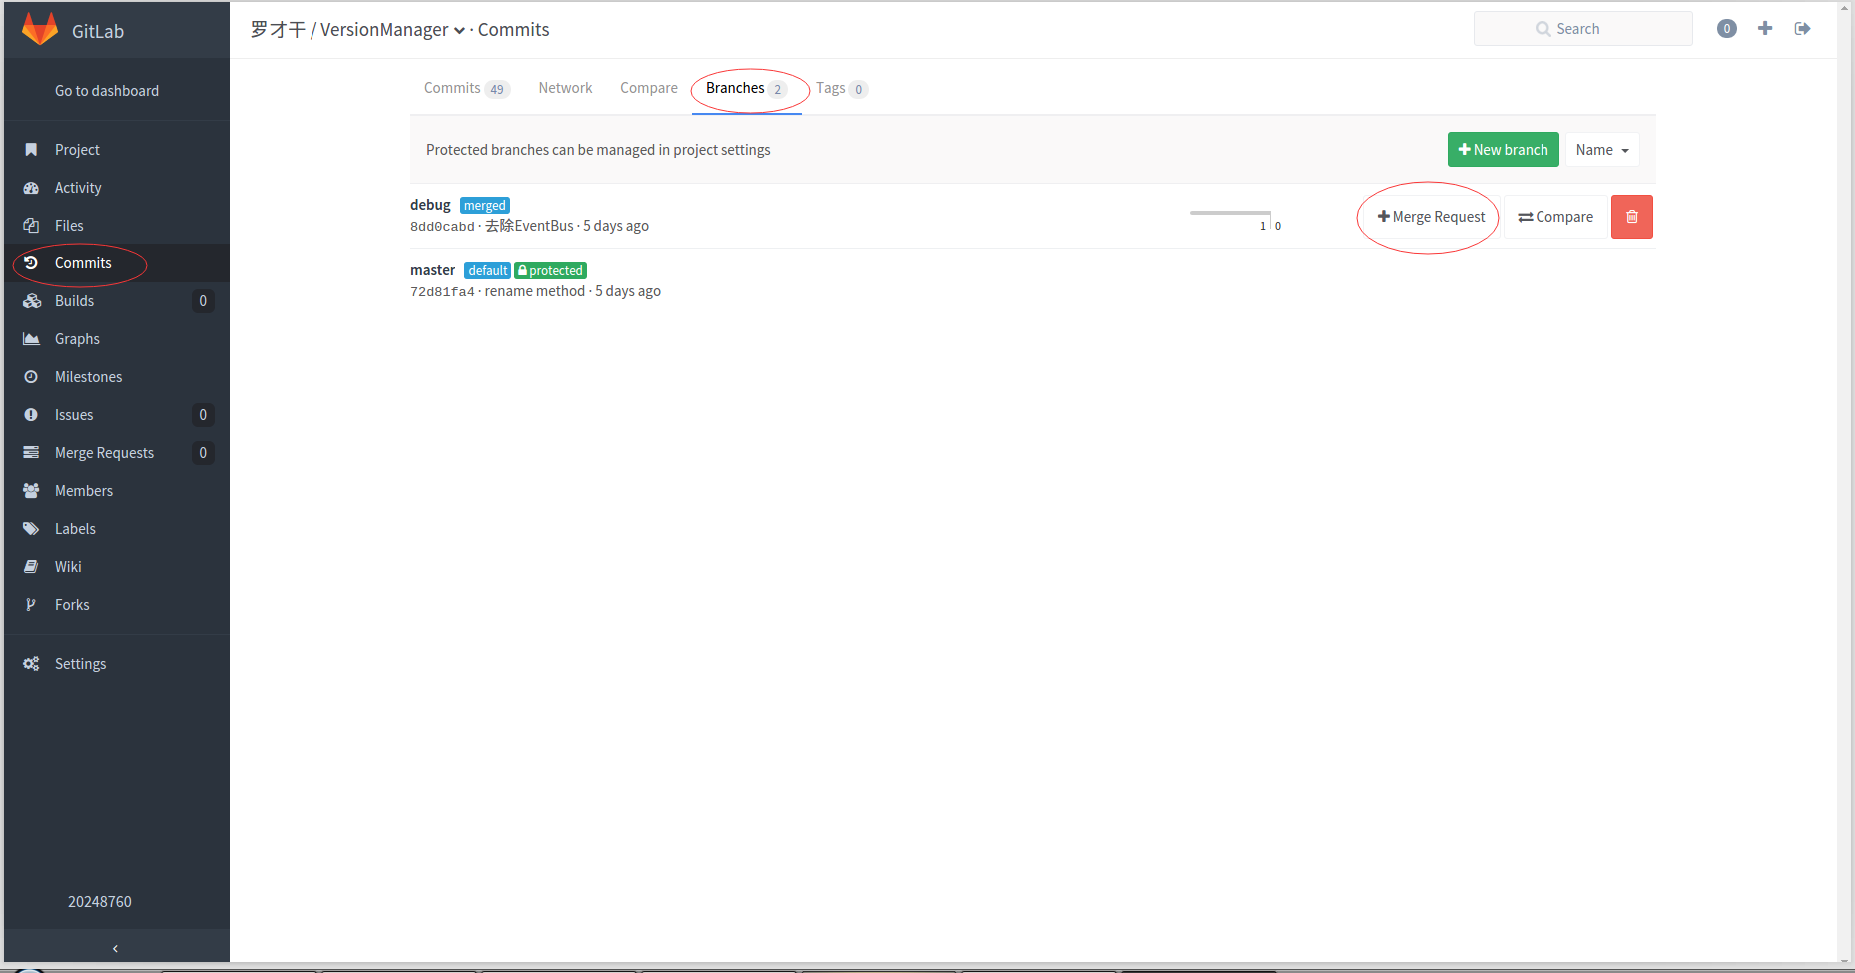 GitLab
罗才干 / VersionManager · Commits
Search
0
Go to dashboard
Project
Activity
Files
Commits
Builds 0
Graphs
Milestones
Issues 0
Merge Requests 0
Members
Labels
Wiki
Forks
Settings
20248760
Commits 49 Network Compare Branches 2 Tags 0
Protected branches can be managed in project settings
New branch Name
debug merged
8dd0cabd · 去除EventBus · 5 days ago
1 0
Merge Request Compare
master default protected
72d81fa4 · rename method · 5 days ago